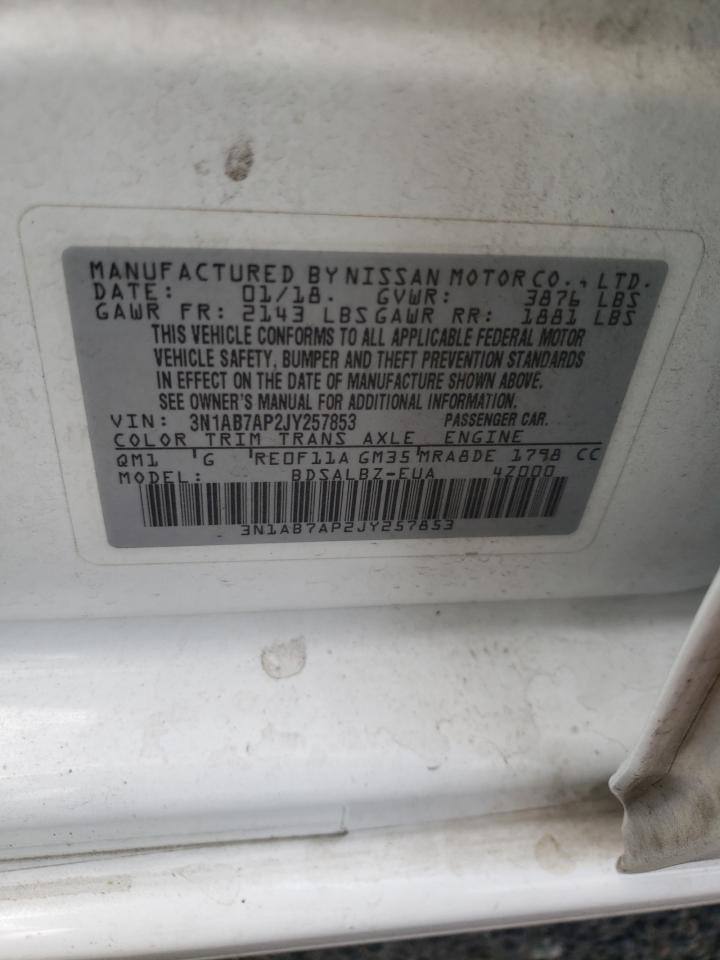 MANUFACTURED BY NISSAN MOTOR CO., LTD.
DATE: 01/18. GVWR: 3876 LBS
GAWR FR: 2143 LBS GAWR RR: 1881 LBS
THIS VEHICLE CONFORMS TO ALL APPLICABLE FEDERAL MOTOR
VEHICLE SAFETY, BUMPER AND THEFT PREVENTION STANDARDS
IN EFFECT ON THE DATE OF MANUFACTURE SHOWN ABOVE.
SEE OWNER'S MANUAL FOR ADDITIONAL INFORMATION.
VIN: 3N1AB7AP2JY257853 PASSENGER CAR.
COLOR TRIM TRANS AXLE ENGINE
QM1 G RE0F11A GM35 MRA8DE 1798 CC
MODEL: BDSALBZ-EUA 4Z000
3N1AB7AP2JY257853